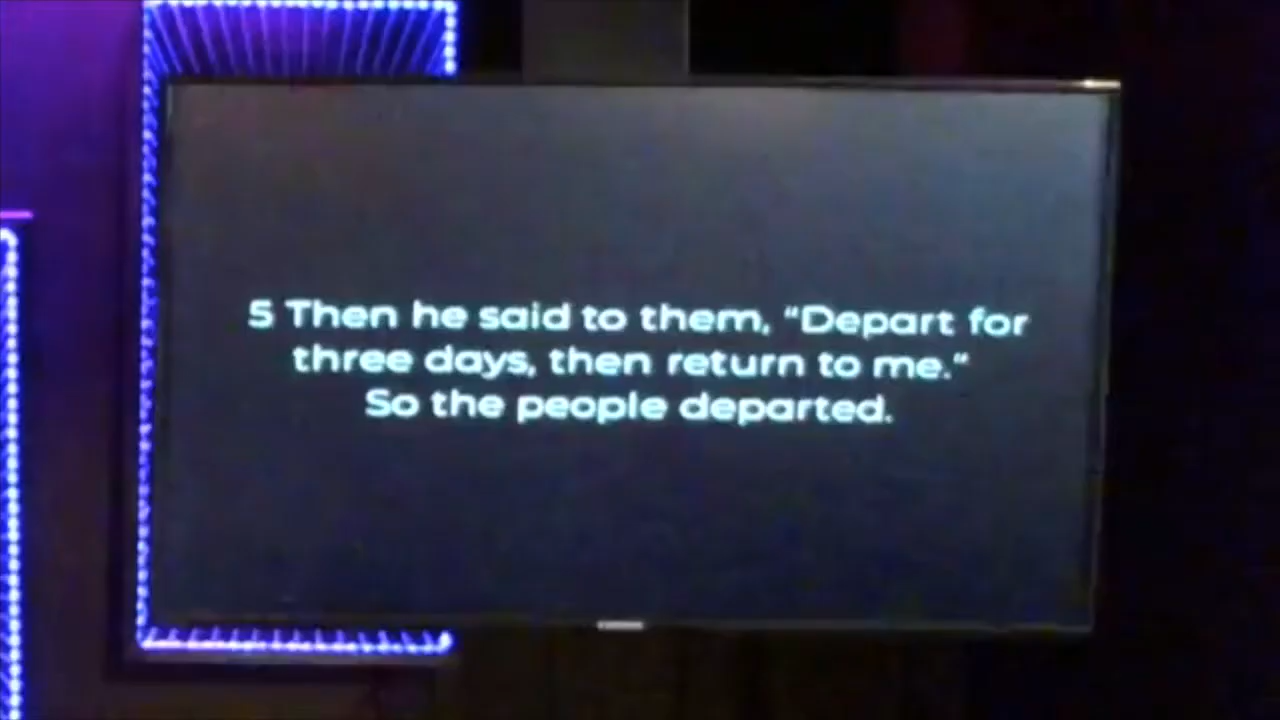 5 Then he said to them, “Depart for
three days, then return to me.”
So the people departed.